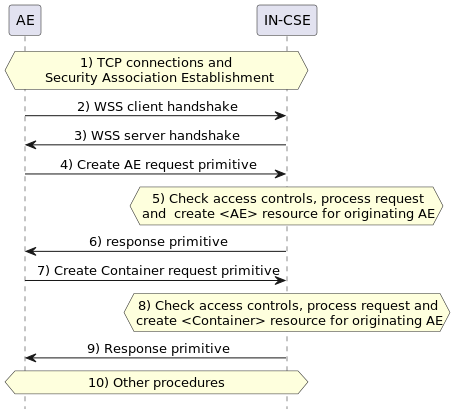 AE
IN-CSE
1) TCP connections and
Security Association Establishment
2) WSS client handshake
3) WSS server handshake
4) Create AE request primitive
5) Check access controls, process request
and  create <AE> resource for originating AE
6) response primitive
7) Create Container request primitive
8) Check access controls, process request and
create <Container> resource for originating AE
9) Response primitive
10) Other procedures